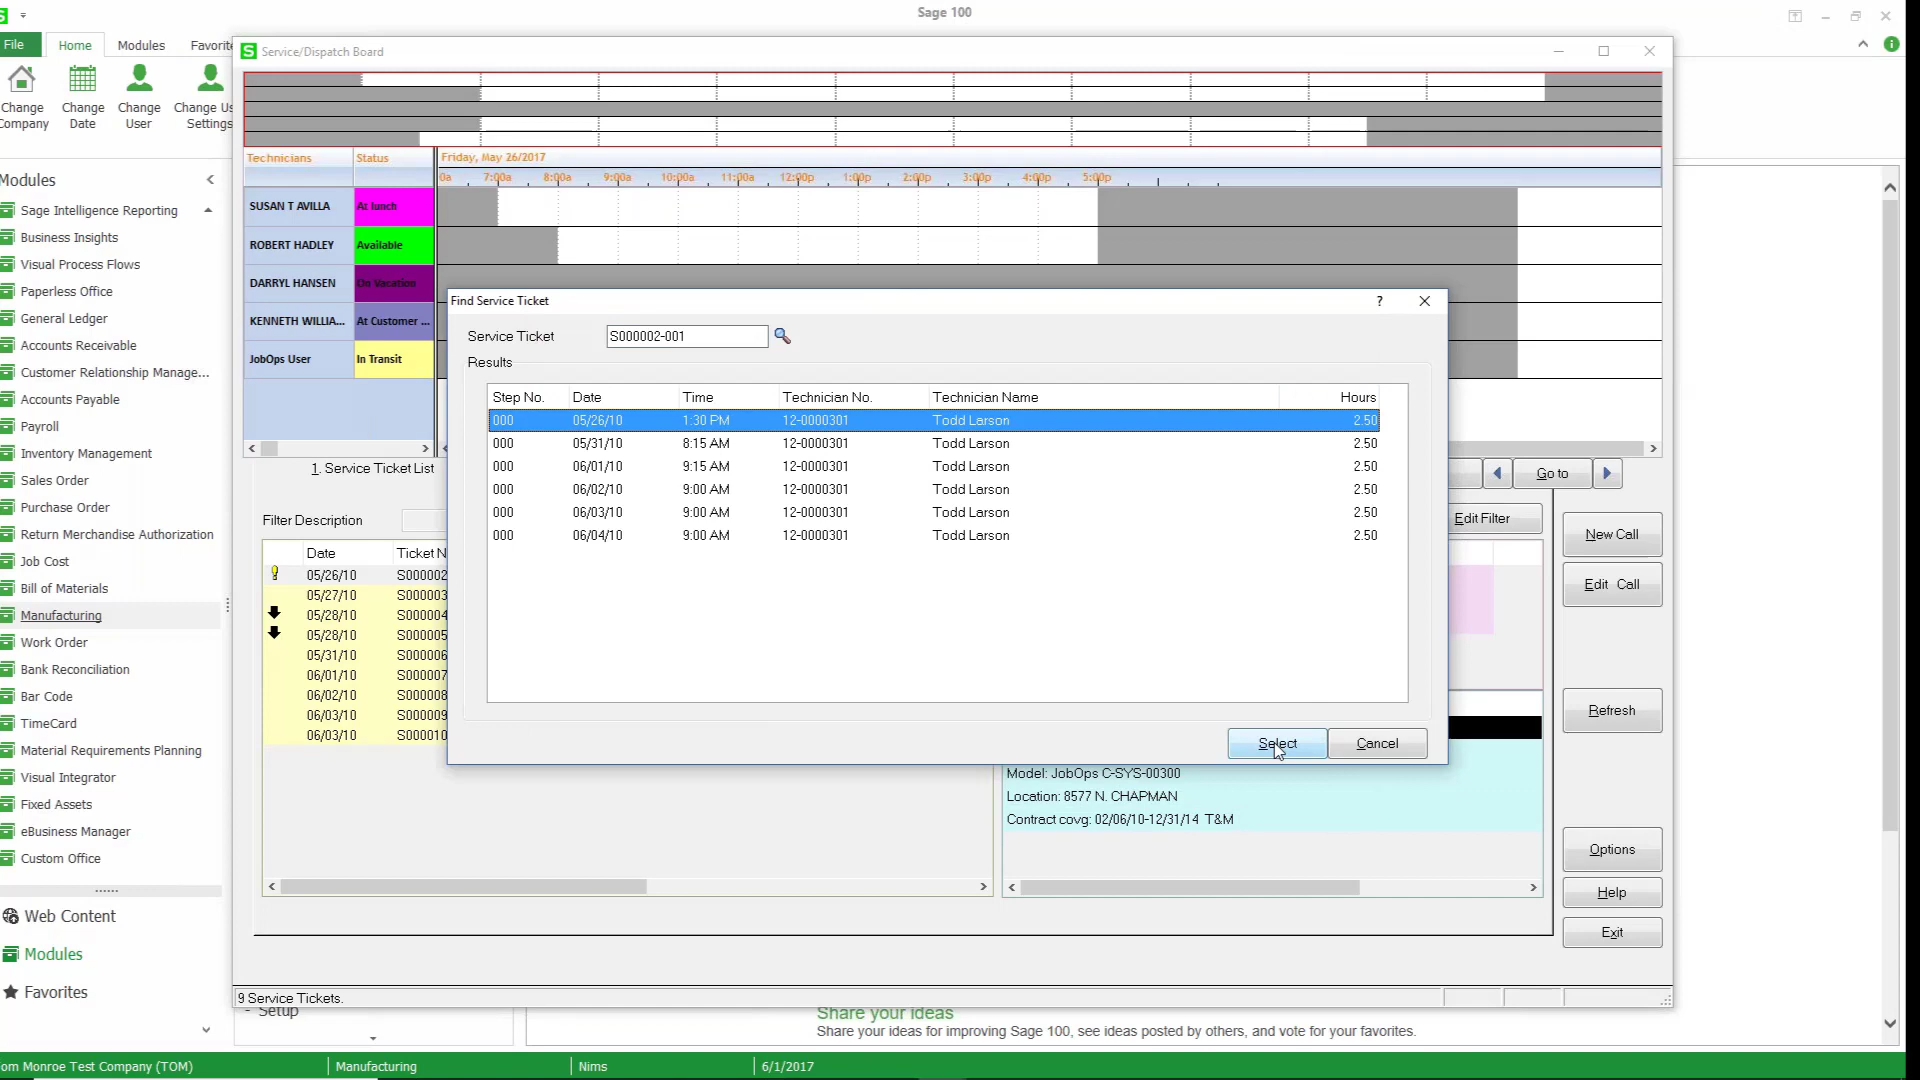 Sage 100
File
Home
Modules
Favorit
Change Company
Change Date
Change User
Change Us
Settings
Modules
Sage Intelligence Reporting
Business Insights
Visual Process Flows
Paperless Office
General Ledger
Accounts Receivable
Customer Relationship Manage...
Accounts Payable
Payroll
Inventory Management
Sales Order
Purchase Order
Return Merchandise Authorization
Job Cost
Bill of Materials
Manufacturing
Work Order
Bank Reconciliation
Bar Code
TimeCard
Material Requirements Planning
Visual Integrator
Fixed Assets
eBusiness Manager
Custom Office
Web Content
Modules
Favorites
Service/Dispatch Board
Technicians Status Friday, May 26/2017
0a 7:00a 8:00a 9:00a 10:00a 11:00a 12:00p 1:00p 2:00p 3:00p 4:00p 5:00p
SUSAN T AVILLA At lunch
ROBERT HADLEY Available
DARRYL HANSEN On Vacation
KENNETH WILLIA... At Customer ...
JobOps User In Transit
1. Service Ticket List
Go to
Filter Description
Edit Filter
Date Ticket N
05/26/10 S000002
05/27/10 S000003
05/28/10 S000004
05/28/10 S000005
05/31/10 S000006
06/01/10 S000007
06/02/10 S000008
06/03/10 S000009
06/03/10 S000010
Find Service Ticket
?
Service Ticket S000002-001
Results
Step No. Date Time Technician No. Technician Name Hours
000 05/26/10 1:30 PM 12-0000301 Todd Larson 2.50
000 05/31/10 8:15 AM 12-0000301 Todd Larson 2.50
000 06/01/10 9:15 AM 12-0000301 Todd Larson 2.50
000 06/02/10 9:00 AM 12-0000301 Todd Larson 2.50
000 06/03/10 9:00 AM 12-0000301 Todd Larson 2.50
000 06/04/10 9:00 AM 12-0000301 Todd Larson 2.50
Select Cancel
Model: JobOps C-SYS-00300
Location: 8577 N. CHAPMAN
Contract covg: 02/06/10-12/31/14 T&M
New Call
Edit Call
Refresh
Options
Help
Exit
9 Service Tickets.
- Setup
Share your ideas
Share your ideas for improving Sage 100, see ideas posted by others, and vote for your favorites.
om Monroe Test Company (TOM) Manufacturing Nims 6/1/2017